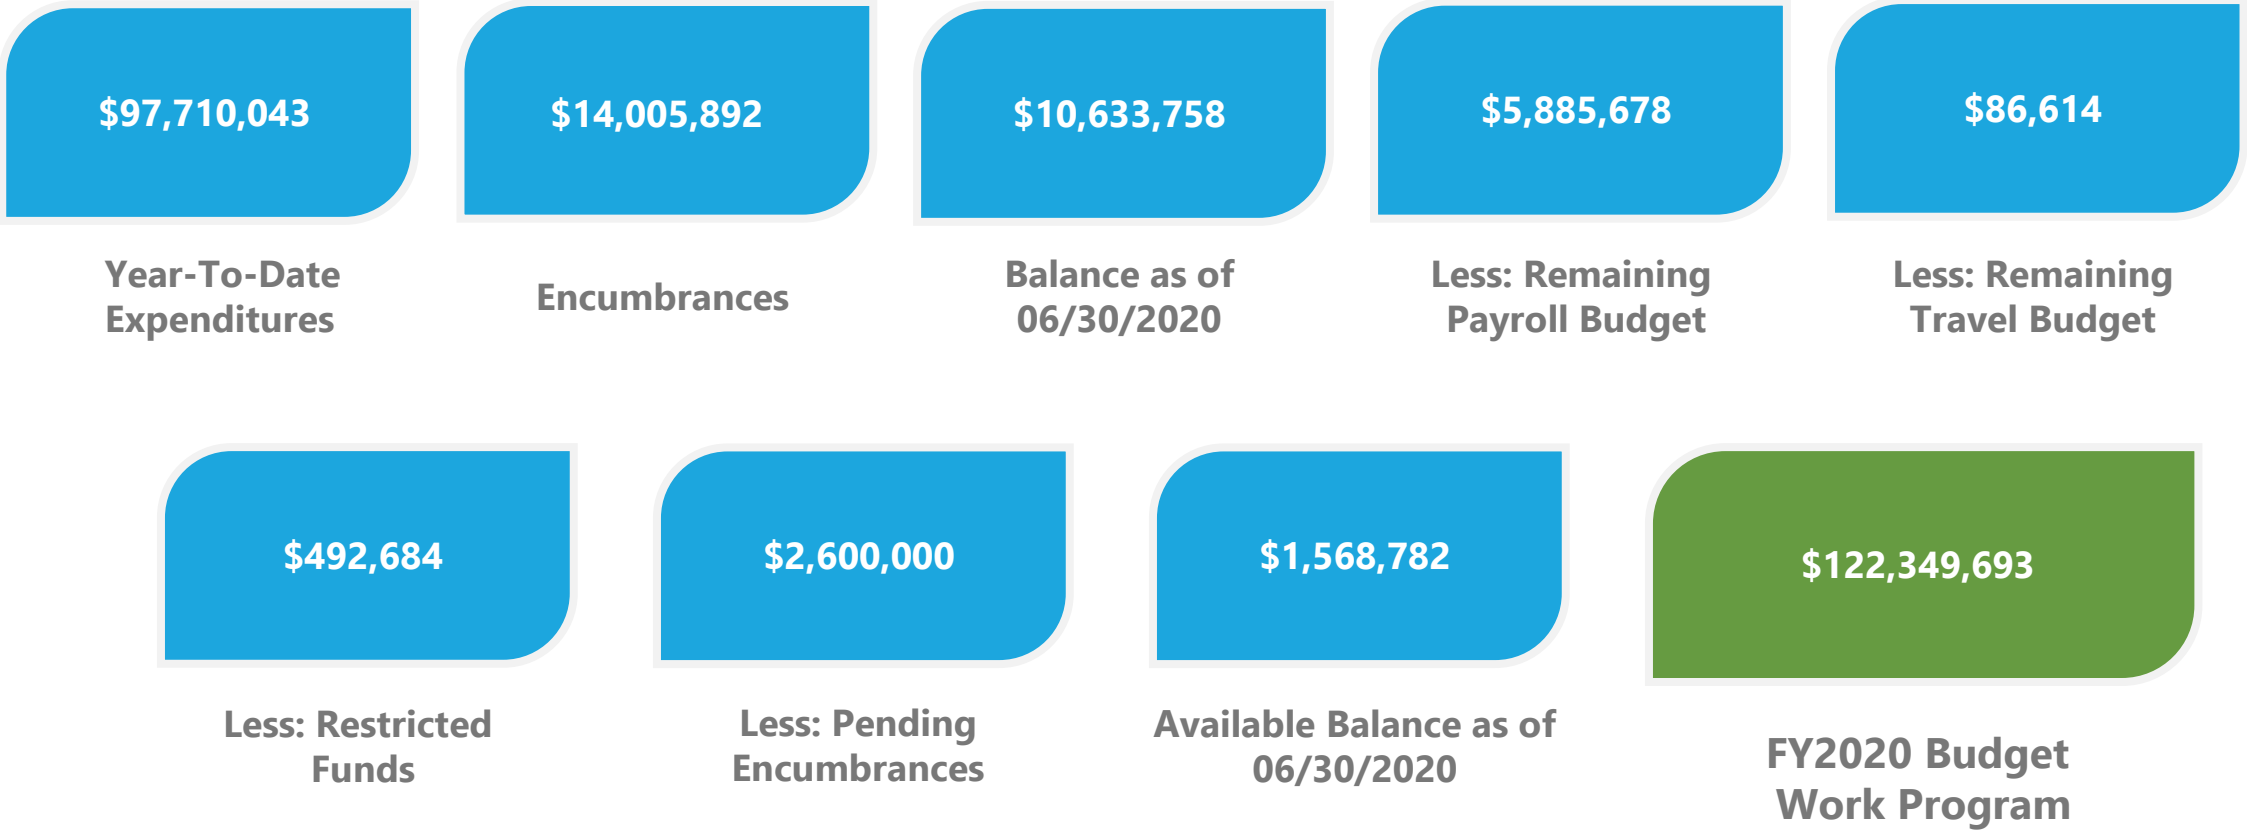 $97,710,043
Year-To-Date
Expenditures
$14,005,892
Encumbrances
$10,633,758
Balance as of
06/30/2020
$5,885,678
Less: Remaining
Payroll Budget
$86,614
Less: Remaining
Travel Budget
$492,684
Less: Restricted
Funds
$2,600,000
Less: Pending
Encumbrances
$1,568,782
Available Balance as of
06/30/2020
$122,349,693
FY2020 Budget
Work Program